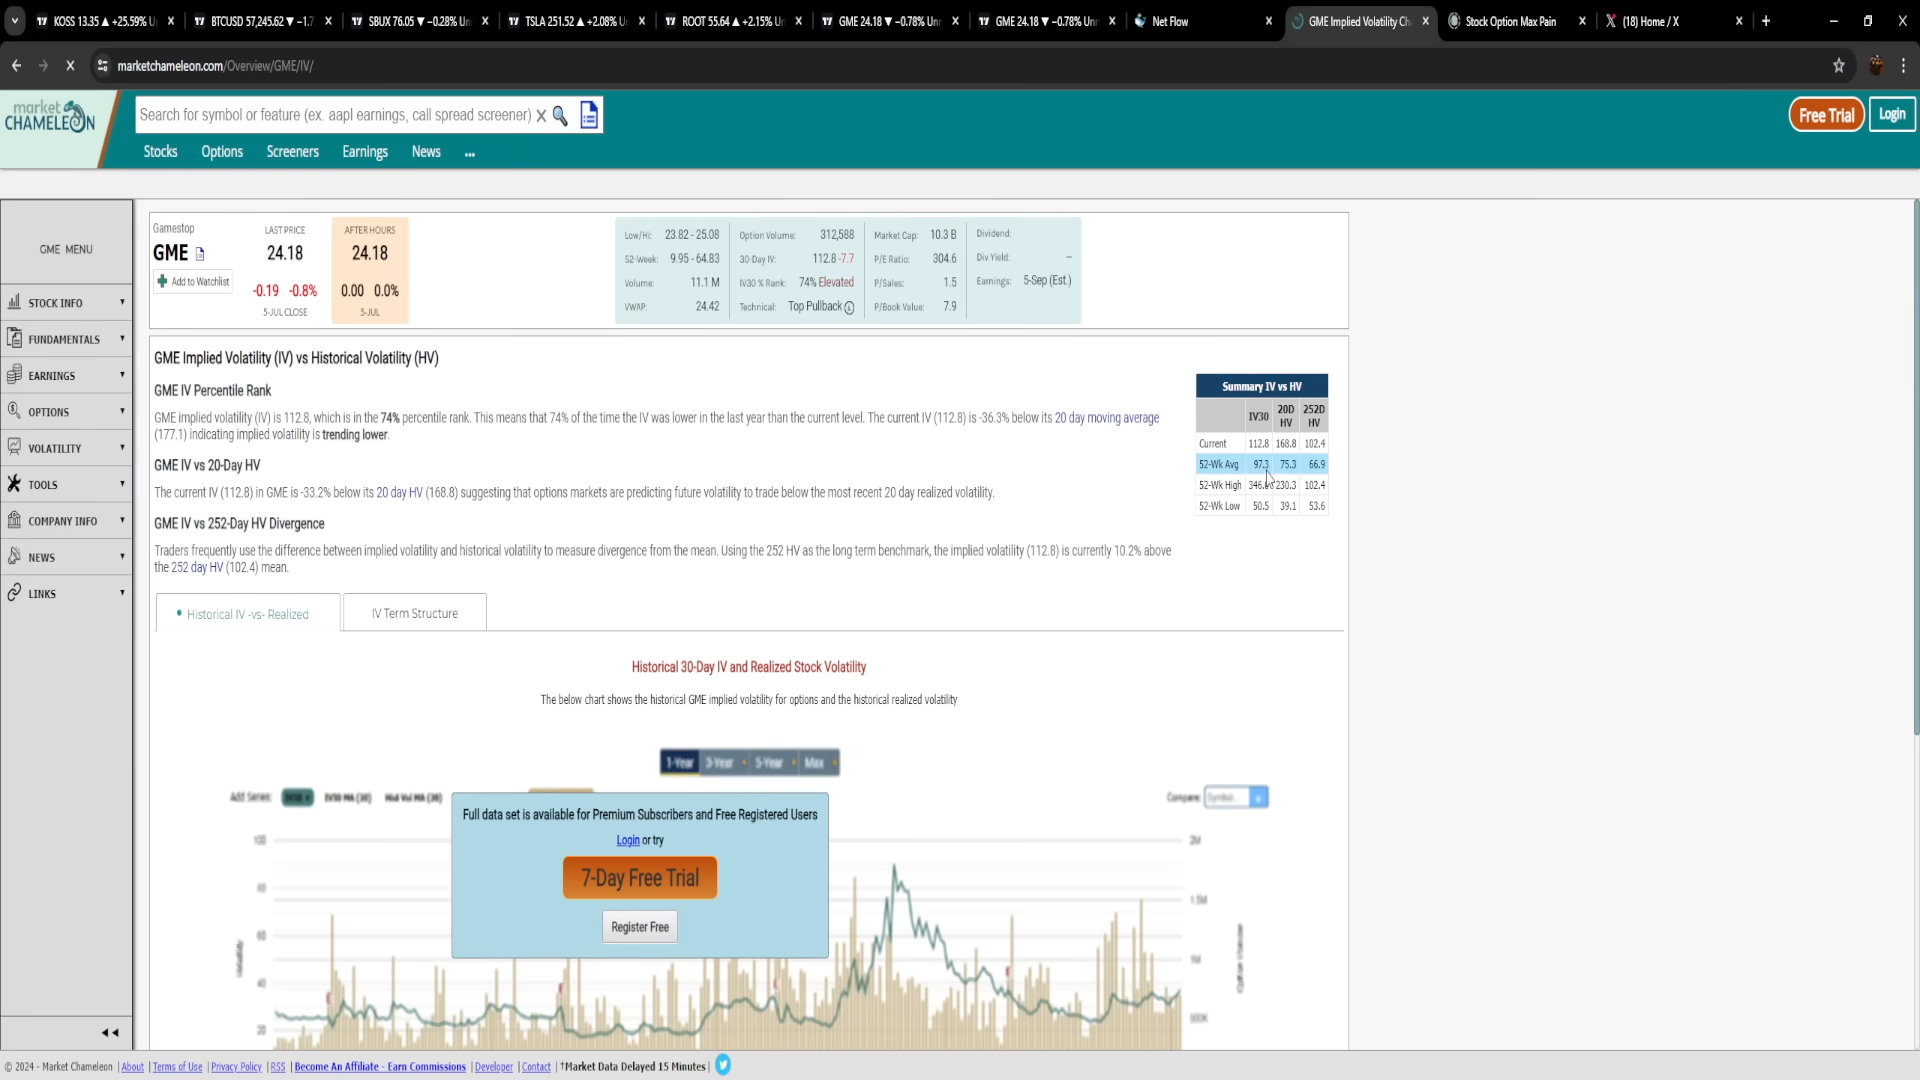 KOSS 13.35 ▲ +25.59% U
BTCUSD 57,245.62 ▼ −1.7
SBUX 76.05 ▼ −0.28% U
TSLA 251.52 ▲ +2.08% U
ROOT 55.64 ▲ +2.15% U
GME 24.18 ▼ −0.78% Un
GME 24.18 ▼ −0.78% Un
Net Flow
GME Implied Volatility Ch
Stock Option Max Pain
(18) Home / X
marketchameleon.com/Overview/GME/IV/
market
CHAMELEON
Search for symbol or feature (ex. aapl earnings, call spread screener)
Free Trial
Login
Stocks
Options
Screeners
Earnings
News
...
GME MENU
STOCK INFO
FUNDAMENTALS
EARNINGS
OPTIONS
VOLATILITY
TOOLS
COMPANY INFO
NEWS
LINKS
Gamestop
GME
Add to Watchlist
LAST PRICE
24.18
-0.19 -0.8%
5-JUL CLOSE
AFTER HOURS
24.18
0.00 0.0%
5-JUL
Low/Hi: 23.82 - 25.08
52-Week: 9.95 - 64.83
Volume: 11.1 M
VWAP: 24.42
Option Volume: 312,588
30-Day IV: 112.8 -7.7
IV30 % Rank: 74% Elevated
Technical: Top Pullback
Market Cap: 10.3 B
P/E Ratio: 304.6
P/Sales: 1.5
P/Book Value: 7.9
Dividend:
Div Yield: --
Earnings: 5-Sep (Est.)
GME Implied Volatility (IV) vs Historical Volatility (HV)
GME IV Percentile Rank
GME implied volatility (IV) is 112.8, which is in the 74% percentile rank. This means that 74% of the time the IV was lower in the last year than the current level. The current IV (112.8) is -36.3% below its 20 day moving average
(177.1) indicating implied volatility is trending lower.
GME IV vs 20-Day HV
The current IV (112.8) in GME is -33.2% below its 20 day HV (168.8) suggesting that options markets are predicting future volatility to trade below the most recent 20 day realized volatility.
GME IV vs 252-Day HV Divergence
Traders frequently use the difference between implied volatility and historical volatility to measure divergence from the mean. Using the 252 HV as the long term benchmark, the implied volatility (112.8) is currently 10.2% above
the 252 day HV (102.4) mean.
Summary IV vs HV
IV30 20D HV 252D HV
Current 112.8 168.8 102.4
52-Wk Avg 97.3 75.3 66.9
52-Wk High 230.3 102.4
52-Wk Low 50.5 39.1 53.6
Historical IV -vs- Realized
IV Term Structure
Historical 30-Day IV and Realized Stock Volatility
The below chart shows the historical GME implied volatility for options and the historical realized volatility
1-Year 3-Year 5-Year Max
Add Series:
Compare: Symbol...
Full data set is available for Premium Subscribers and Free Registered Users
Login or try
7-Day Free Trial
Register Free
100
80
60
40
20
Volatility
2M
1.5M
1M
500K
Option Volume
© 2024 - Market Chameleon | About | Terms of Use | Privacy Policy | RSS | Become An Affiliate - Earn Commissions | Developer | Contact | †Market Data Delayed 15 Minutes |